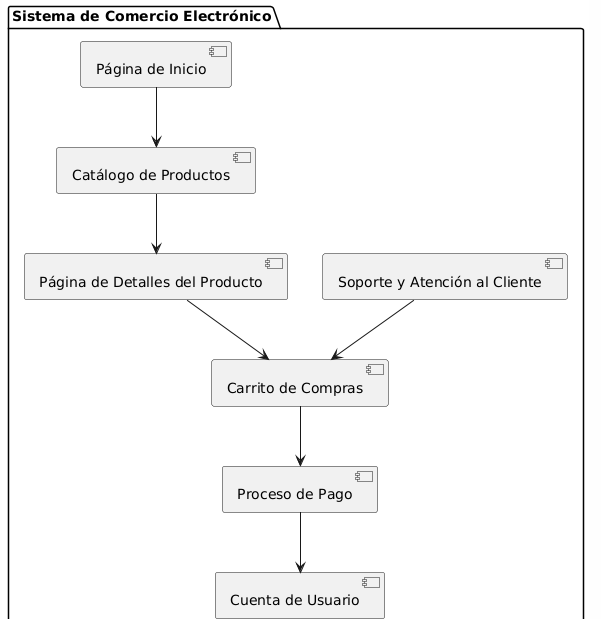 Sistema de Comercio Electrónico
Página de Inicio
Catálogo de Productos
Página de Detalles del Producto
Soporte y Atención al Cliente
Carrito de Compras
Proceso de Pago
Cuenta de Usuario